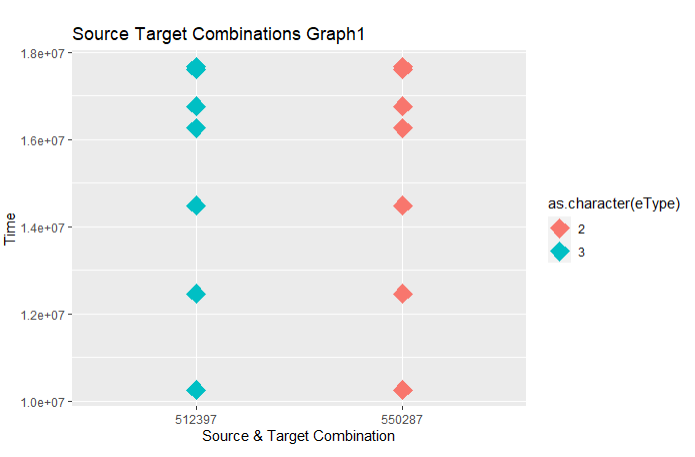 Source Target Combinations Graph1
1.8e+07
1.6e+07
1.4e+07
1.2e+07
1.0e+07
Time
512397
550287
Source & Target Combination
as.character(eType)
2
3